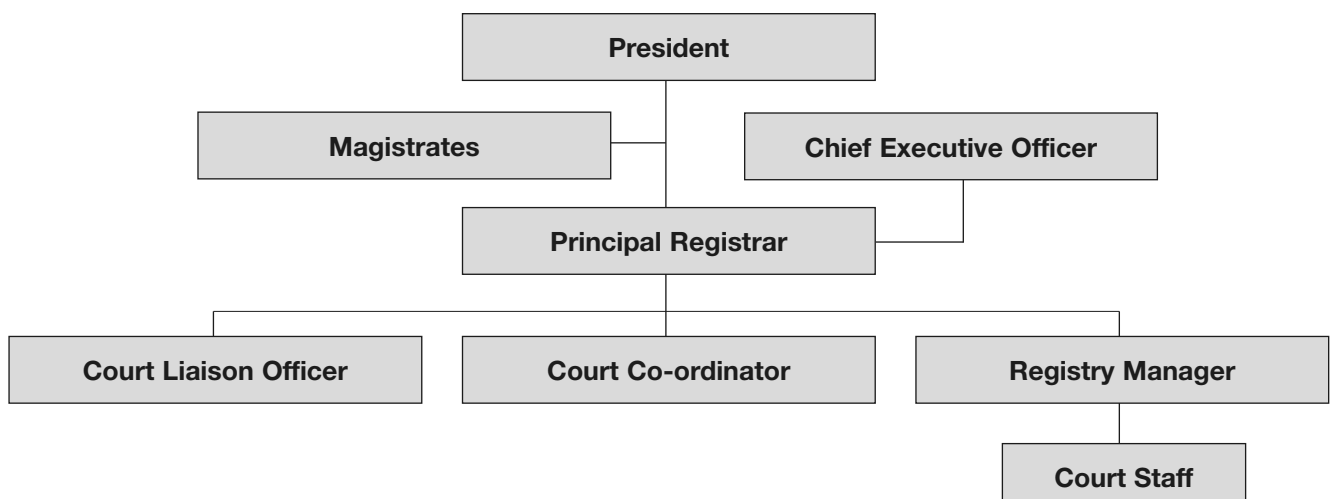 President
Magistrates
Chief Executive Officer
Principal Registrar
Court Liaison Officer
Court Co-ordinator
Registry Manager
Court Staff